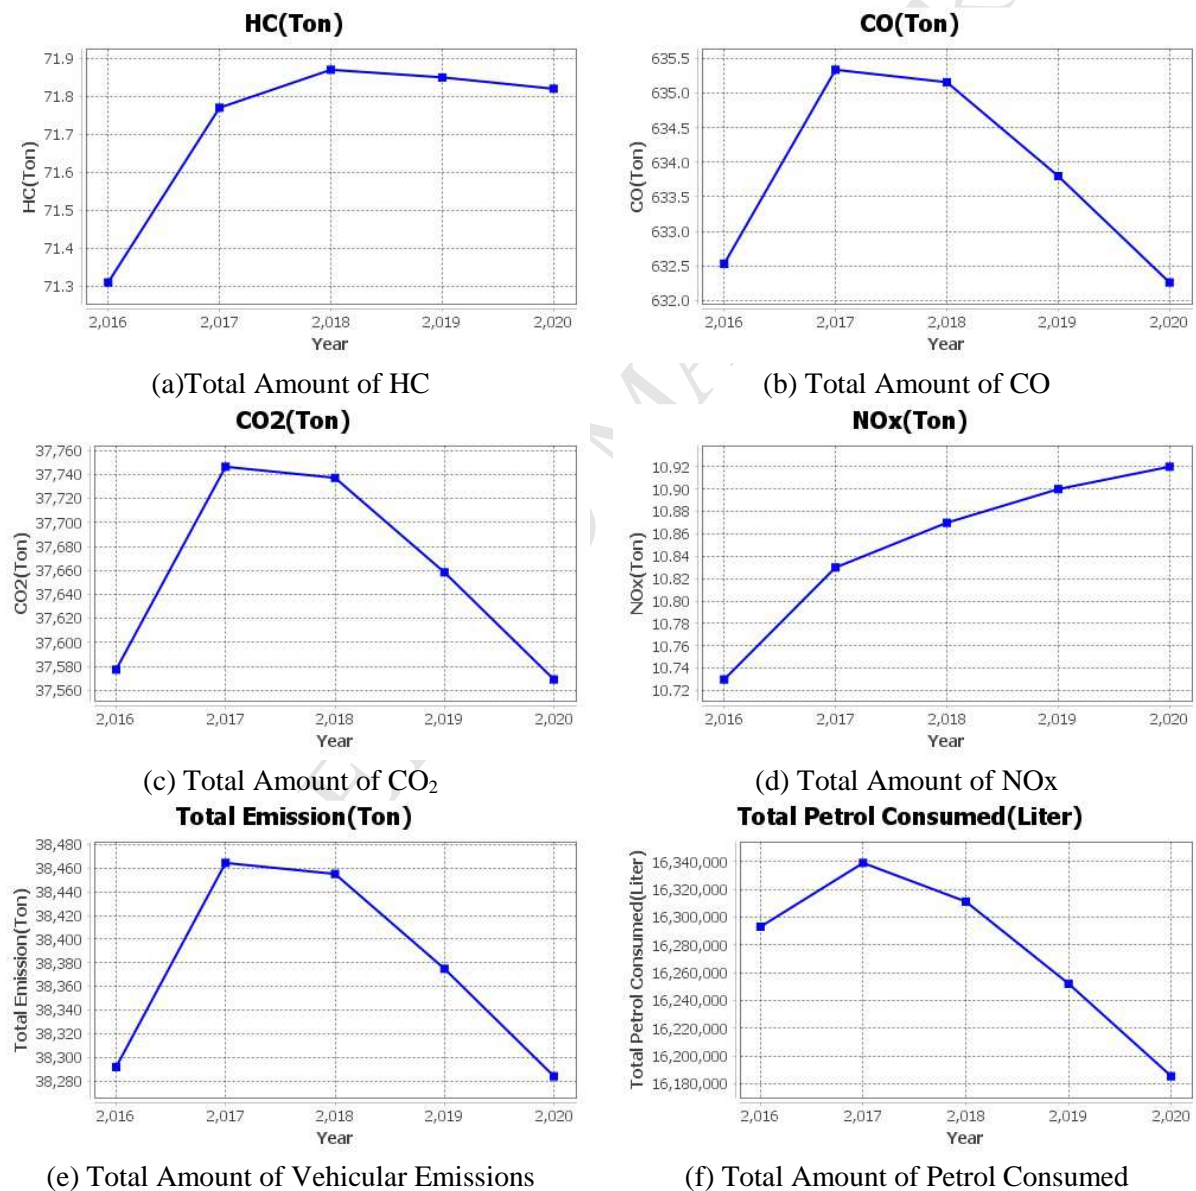 HC(Ton)
71.9
71.8
71.7
71.6
71.5
71.4
71.3
HC(Ton)
2,016 2,017 2,018 2,019 2,020
Year
(a)Total Amount of HC
CO(Ton)
635.5
635.0
634.5
634.0
633.5
633.0
632.5
632.0
CO(Ton)
2,016 2,017 2,018 2,019 2,020
Year
(b) Total Amount of CO
CO2(Ton)
37,760
37,740
37,720
37,700
37,680
37,660
37,640
37,620
37,600
37,580
37,560
CO2(Ton)
2,016 2,017 2,018 2,019 2,020
Year
(c) Total Amount of CO₂
NOx(Ton)
10.92
10.90
10.88
10.86
10.84
10.82
10.80
10.78
10.76
10.74
10.72
NOx(Ton)
2,016 2,017 2,018 2,019 2,020
Year
(d) Total Amount of NOx
Total Emission(Ton)
38,480
38,460
38,440
38,420
38,400
38,380
38,360
38,340
38,320
38,300
38,280
Total Emission(Ton)
2,016 2,017 2,018 2,019 2,020
Year
(e) Total Amount of Vehicular Emissions
Total Petrol Consumed(Liter)
16,340,000
16,320,000
16,300,000
16,280,000
16,260,000
16,240,000
16,220,000
16,200,000
16,180,000
Total Petrol Consumed(Liter)
2,016 2,017 2,018 2,019 2,020
Year
(f) Total Amount of Petrol Consumed